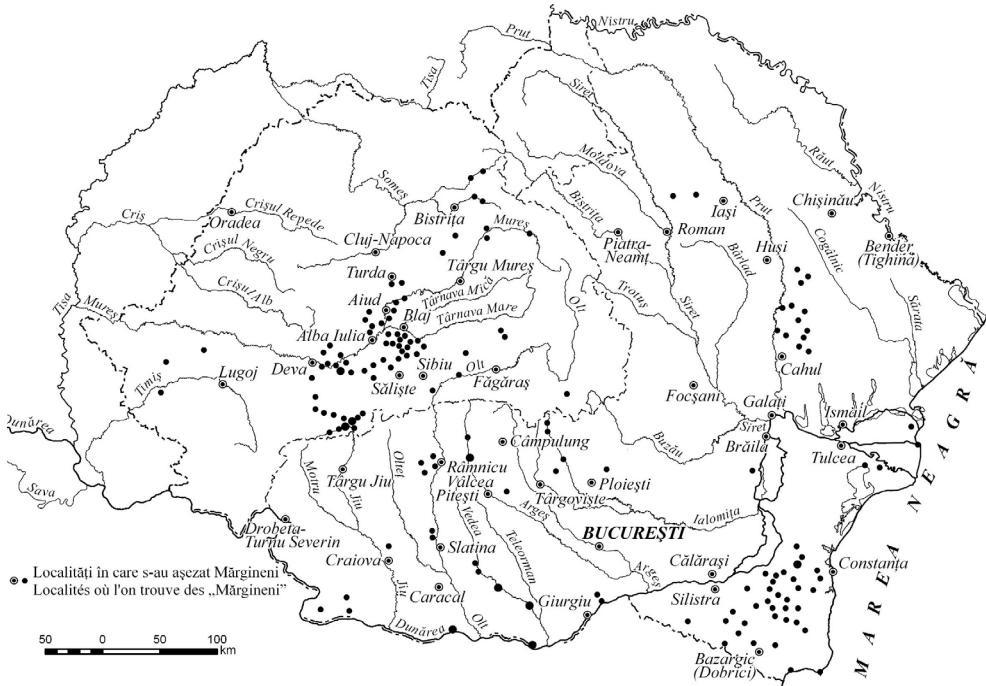 Nistru
Prut
Tisa
Siret
Someș
Moldova
Răut
Nistru
Bistrița
Iași
Prut
Chișinău
Criș
Crișul Repede
Oradea
Bistrița
Mureș
Piatra-
Neamț
Roman
Huși
Cogâlnic
Bender
(Tighina)
Crișul Negru
Cluj-Napoca
Bârlad
Turda
Târgu Mureș
Crișul Alb
Târnava Mică
Trotuș
Olt
Tisa
Mureș
Aiud
Blaj
Târnava Mare
Siret
Sărata
Alba Iulia
Deva
Sibiu
Olt
Cahul
Timiș
Lugoj
Săliște
Făgăraș
Focșani
Galați
Ismail
Dunărea
Siret
Câmpulung
Buzău
Brăila
Tulcea
Sava
Motru
Târgu Jiu
Jiu
Olteț
Râmnicu
Vâlcea
Pitești
Târgoviște
Ploiești
Argeș
Ialomița
Drobeta-
Turnu Severin
Vedea
Teleorman
BUCUREȘTI
Craiova
Slatina
Argeș
Călărași
Constanța
Localități în care s-au așezat Mărgineni
Localités où l'on trouve des „Mărgineni”
Jiu
Caracal
Olt
Giurgiu
Silistra
Dunărea
Bazargic
(Dobrici)
MAREA NEAGRĂ
50 0 50 100
km